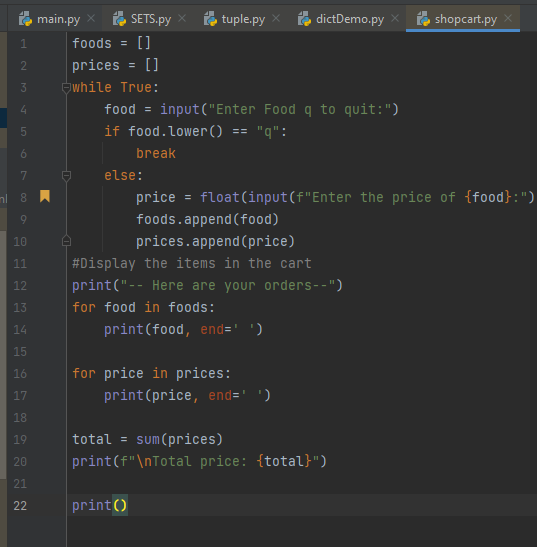 main.py SETS.py tuple.py dictDemo.py shopcart.py
1 foods = []
2 prices = []
3 while True:
4     food = input("Enter Food q to quit:")
5     if food.lower() == "q":
6         break
7     else:
8         price = float(input(f"Enter the price of {food}:")
9         foods.append(food)
10         prices.append(price)
11 #Display the items in the cart
12 print("-- Here are your orders--")
13 for food in foods:
14     print(food, end=' ')
15
16 for price in prices:
17     print(price, end=' ')
18
19 total = sum(prices)
20 print(f"\nTotal price: {total}")
21
22 print()